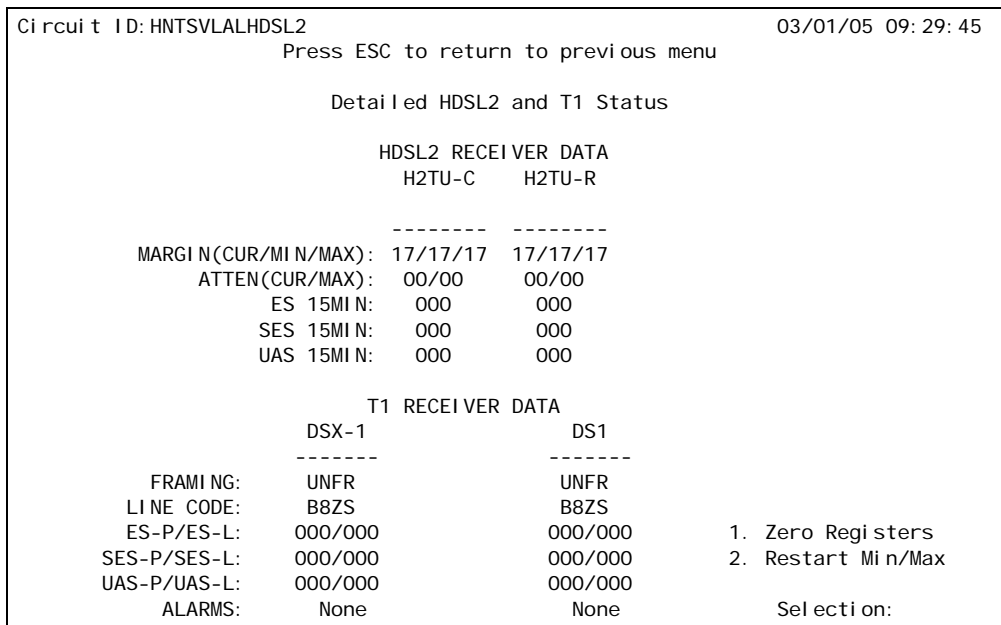 Circuit ID:HNTSVLALHDSL2 03/01/05 09:29:45
Press ESC to return to previous menu
Detailed HDSL2 and T1 Status
HDSL2 RECEIVER DATA
H2TU-C H2TU-R
-------- --------
MARGIN(CUR/MIN/MAX): 17/17/17 17/17/17
ATTEN(CUR/MAX): 00/00 00/00
ES 15MIN: 000 000
SES 15MIN: 000 000
UAS 15MIN: 000 000
T1 RECEIVER DATA
DSX-1 DS1
------- -------
FRAMING: UNFR UNFR
LINE CODE: B8ZS B8ZS
ES-P/ES-L: 000/000 000/000 1. Zero Registers
SES-P/SES-L: 000/000 000/000 2. Restart Min/Max
UAS-P/UAS-L: 000/000 000/000
ALARMS: None None Selection: